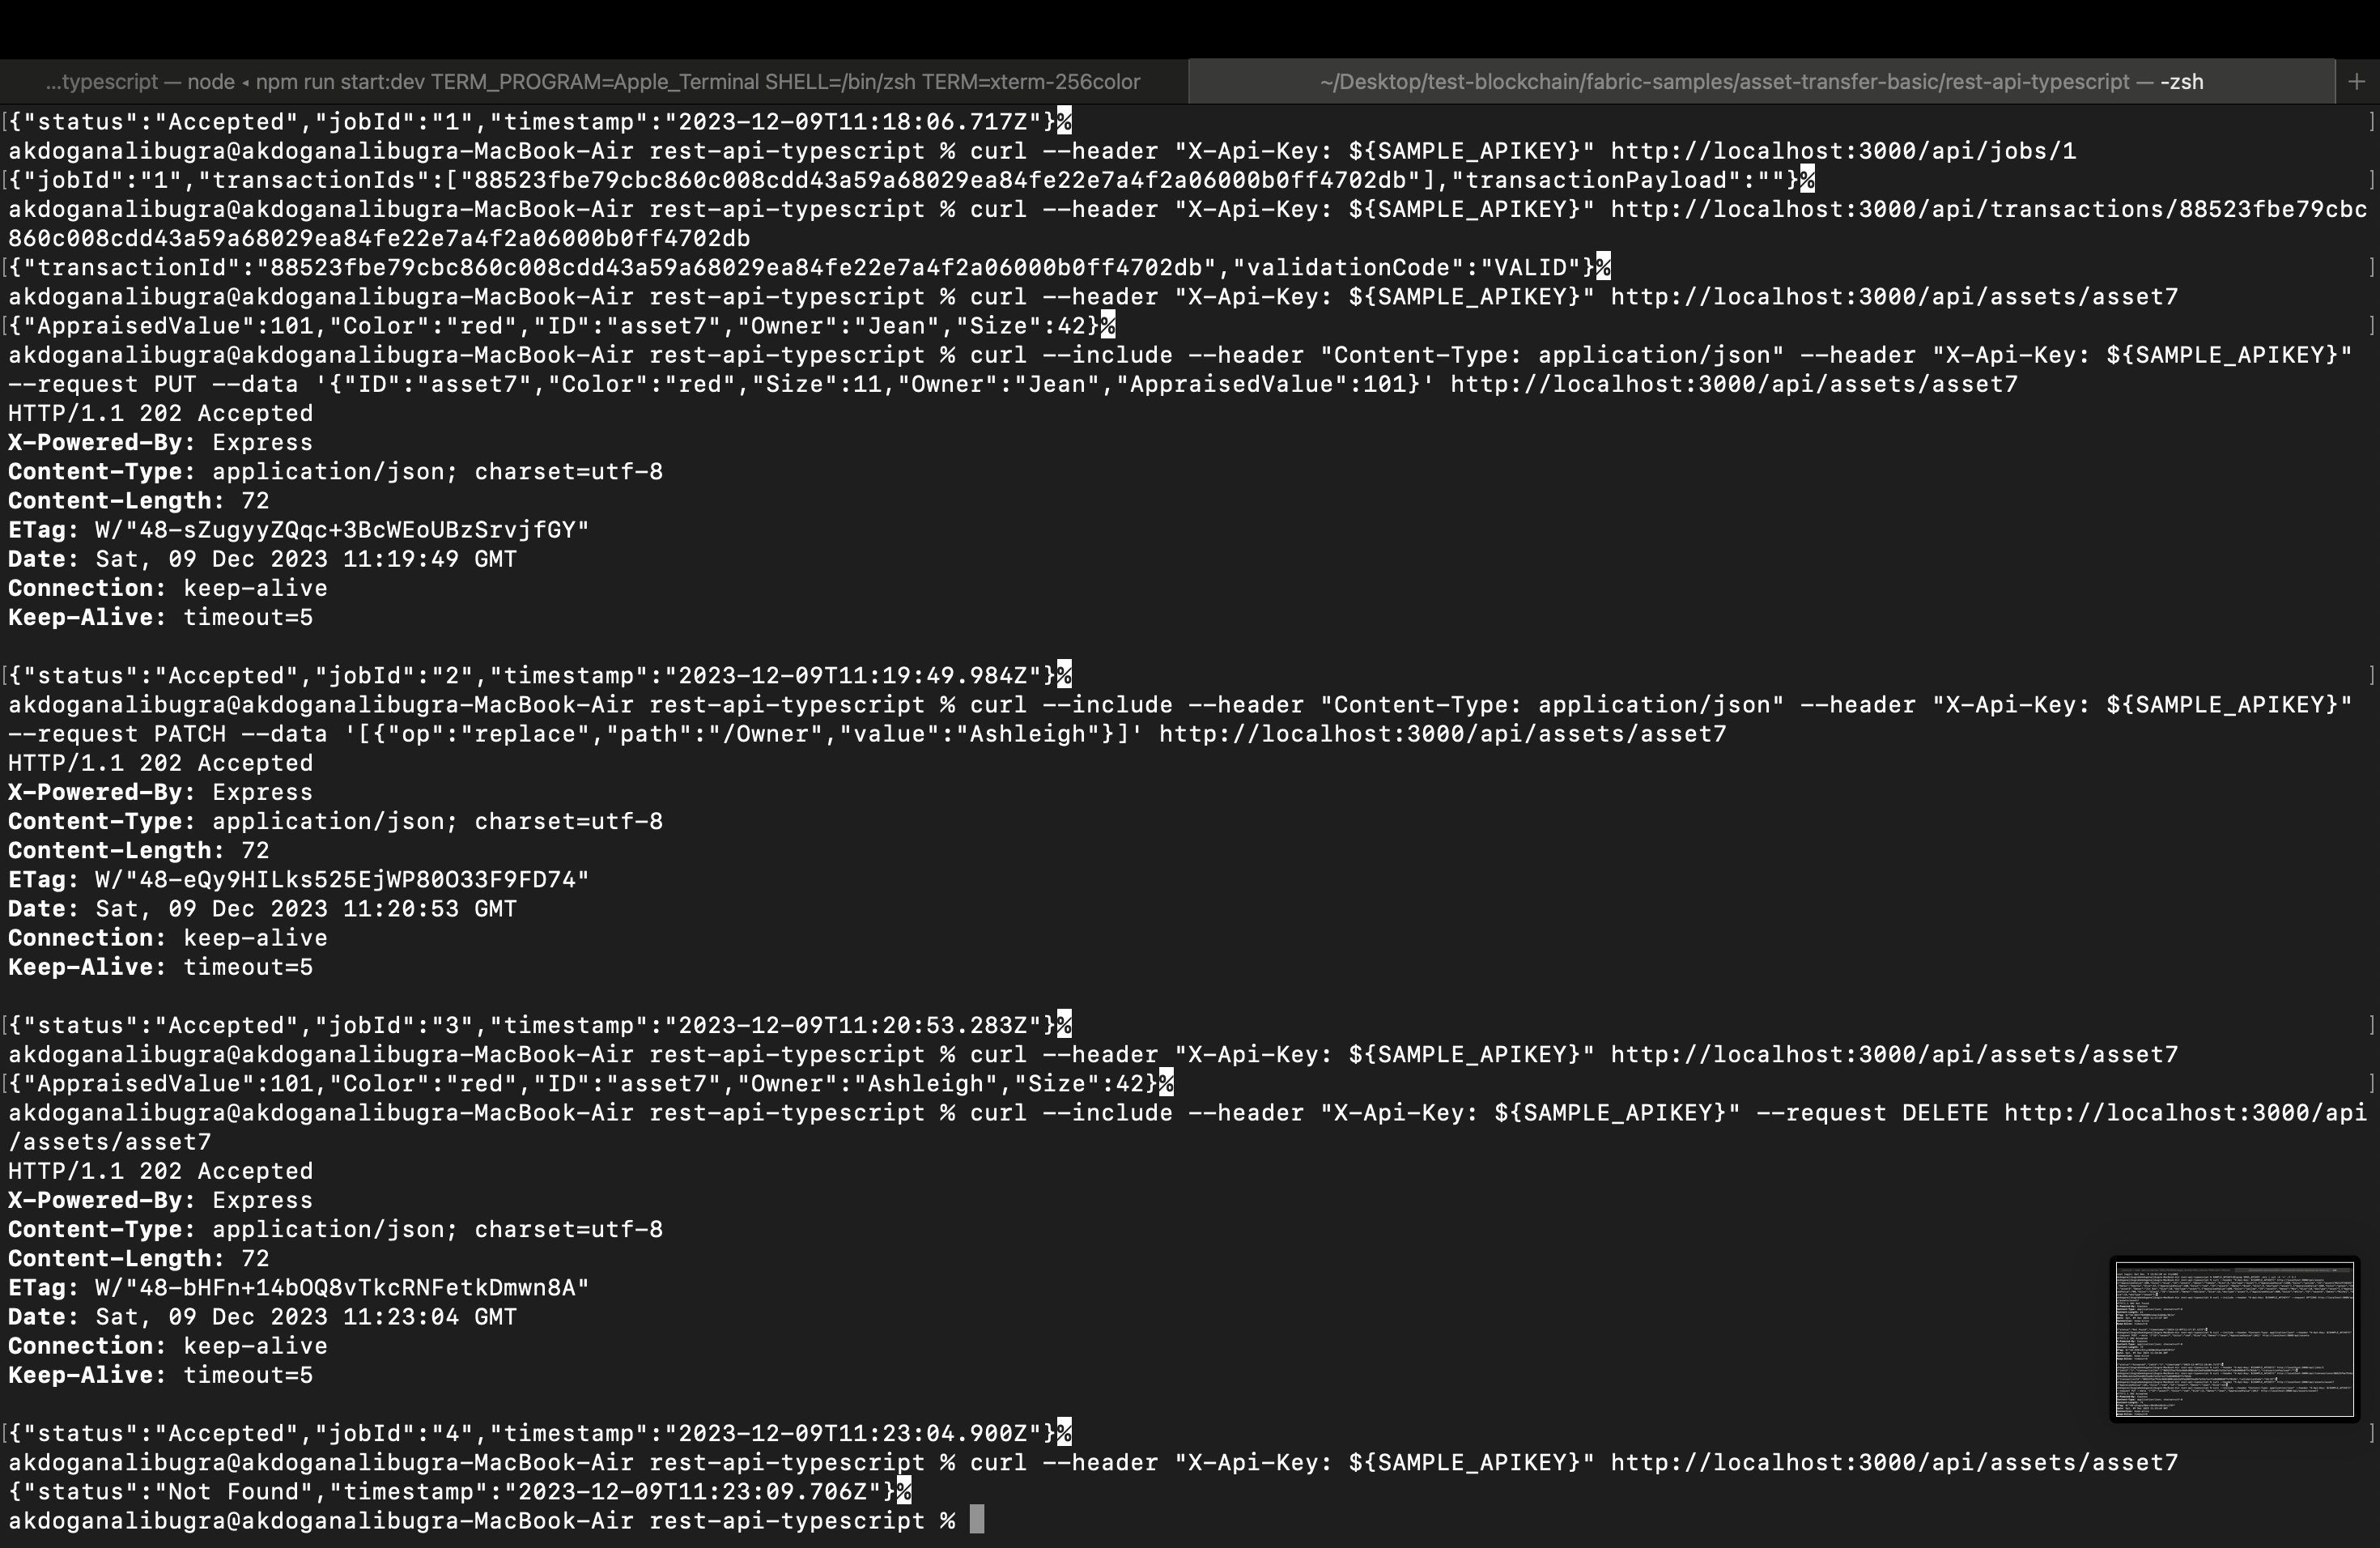 ...typescript — node ◂ npm run start:dev TERM_PROGRAM=Apple_Terminal SHELL=/bin/zsh TERM=xterm-256color
~/Desktop/test-blockchain/fabric-samples/asset-transfer-basic/rest-api-typescript — -zsh
+
[{"status":"Accepted","jobId":"1","timestamp":"2023-12-09T11:18:06.717Z"}% ]
akdoganalibugra@akdoganalibugra-MacBook-Air rest-api-typescript % curl --header "X-Api-Key: ${SAMPLE_APIKEY}" http://localhost:3000/api/jobs/1
[{"jobId":"1","transactionIds":["88523fbe79cbc860c008cdd43a59a68029ea84fe22e7a4f2a06000b0ff4702db"],"transactionPayload":""}% ]
akdoganalibugra@akdoganalibugra-MacBook-Air rest-api-typescript % curl --header "X-Api-Key: ${SAMPLE_APIKEY}" http://localhost:3000/api/transactions/88523fbe79cbc
860c008cdd43a59a68029ea84fe22e7a4f2a06000b0ff4702db
[{"transactionId":"88523fbe79cbc860c008cdd43a59a68029ea84fe22e7a4f2a06000b0ff4702db","validationCode":"VALID"}% ]
akdoganalibugra@akdoganalibugra-MacBook-Air rest-api-typescript % curl --header "X-Api-Key: ${SAMPLE_APIKEY}" http://localhost:3000/api/assets/asset7
[{"AppraisedValue":101,"Color":"red","ID":"asset7","Owner":"Jean","Size":42}% ]
akdoganalibugra@akdoganalibugra-MacBook-Air rest-api-typescript % curl --include --header "Content-Type: application/json" --header "X-Api-Key: ${SAMPLE_APIKEY}"
--request PUT --data '{"ID":"asset7","Color":"red","Size":11,"Owner":"Jean","AppraisedValue":101}' http://localhost:3000/api/assets/asset7
HTTP/1.1 202 Accepted
X-Powered-By: Express
Content-Type: application/json; charset=utf-8
Content-Length: 72
ETag: W/"48-sZugyyZQqc+3BcWEoUBzSrvjfGY"
Date: Sat, 09 Dec 2023 11:19:49 GMT
Connection: keep-alive
Keep-Alive: timeout=5
[{"status":"Accepted","jobId":"2","timestamp":"2023-12-09T11:19:49.984Z"}% ]
akdoganalibugra@akdoganalibugra-MacBook-Air rest-api-typescript % curl --include --header "Content-Type: application/json" --header "X-Api-Key: ${SAMPLE_APIKEY}"
--request PATCH --data '[{"op":"replace","path":"/Owner","value":"Ashleigh"}]' http://localhost:3000/api/assets/asset7
HTTP/1.1 202 Accepted
X-Powered-By: Express
Content-Type: application/json; charset=utf-8
Content-Length: 72
ETag: W/"48-eQy9HILks525EjWP80O33F9FD74"
Date: Sat, 09 Dec 2023 11:20:53 GMT
Connection: keep-alive
Keep-Alive: timeout=5
[{"status":"Accepted","jobId":"3","timestamp":"2023-12-09T11:20:53.283Z"}% ]
akdoganalibugra@akdoganalibugra-MacBook-Air rest-api-typescript % curl --header "X-Api-Key: ${SAMPLE_APIKEY}" http://localhost:3000/api/assets/asset7
[{"AppraisedValue":101,"Color":"red","ID":"asset7","Owner":"Ashleigh","Size":42}% ]
akdoganalibugra@akdoganalibugra-MacBook-Air rest-api-typescript % curl --include --header "X-Api-Key: ${SAMPLE_APIKEY}" --request DELETE http://localhost:3000/api
/assets/asset7
HTTP/1.1 202 Accepted
X-Powered-By: Express
Content-Type: application/json; charset=utf-8
Content-Length: 72
ETag: W/"48-bHFn+14bOQ8vTkcRNFetkDmwn8A"
Date: Sat, 09 Dec 2023 11:23:04 GMT
Connection: keep-alive
Keep-Alive: timeout=5
[{"status":"Accepted","jobId":"4","timestamp":"2023-12-09T11:23:04.900Z"}% ]
akdoganalibugra@akdoganalibugra-MacBook-Air rest-api-typescript % curl --header "X-Api-Key: ${SAMPLE_APIKEY}" http://localhost:3000/api/assets/asset7
{"status":"Not Found","timestamp":"2023-12-09T11:23:09.706Z"}%
akdoganalibugra@akdoganalibugra-MacBook-Air rest-api-typescript %